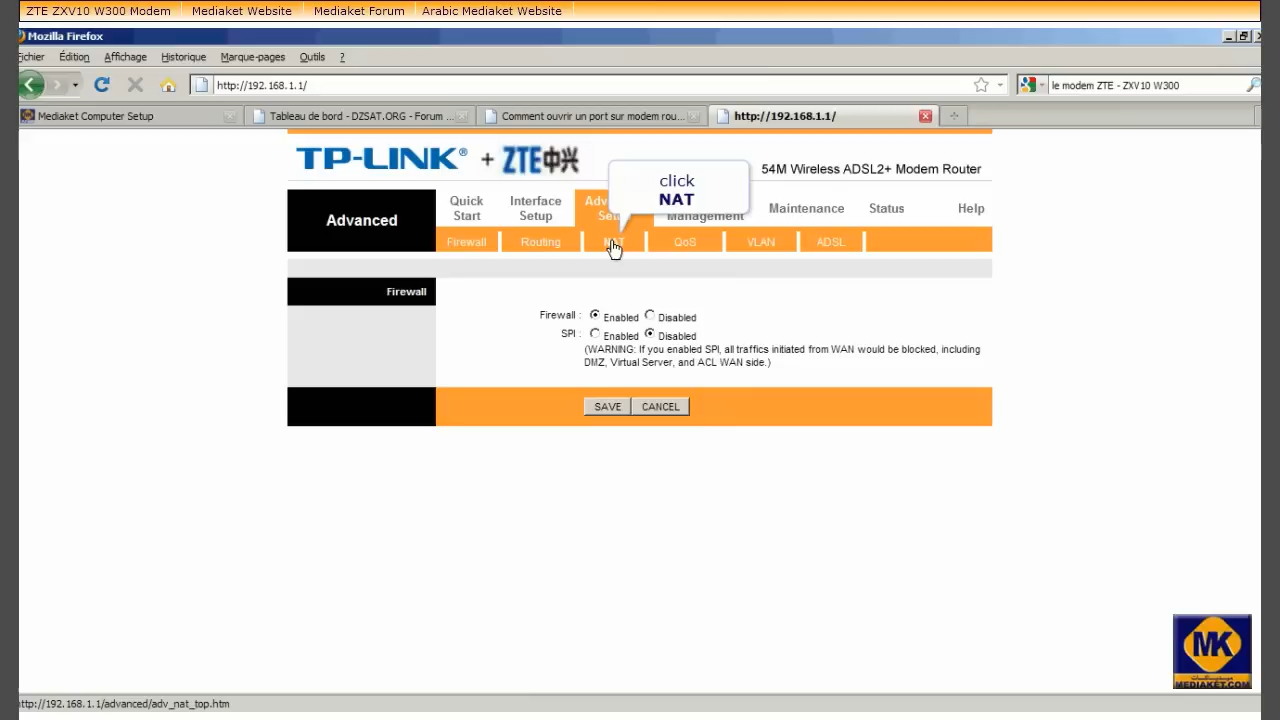 ZTE ZXV10 W300 Modem Mediaket Website Mediaket Forum Arabic Mediaket Website
Mozilla Firefox
ichier Édition Affichage Historique Marque-pages Outils ?
http://192.168.1.1/ le modem ZTE - ZXV10 W300
Mediaket Computer Setup Tableau de bord - DZSAT.ORG - Forum ... Comment ouvrir un port sur modem rou... http://192.168.1.1/
TP-LINK® + ZTE中兴
54M Wireless ADSL2+ Modem Router
click
NAT
Advanced
Quick Start Interface Setup Management Maintenance Status Help
Firewall Routing QoS VLAN ADSL
Firewall
Firewall : Enabled Disabled
SPI : Enabled Disabled
(WARNING: If you enabled SPI, all traffics initiated from WAN would be blocked, including
DMZ, Virtual Server, and ACL WAN side.)
SAVE CANCEL
MK
MEDIAKET.COM
ttp://192.168.1.1/advanced/adv_nat_top.htm